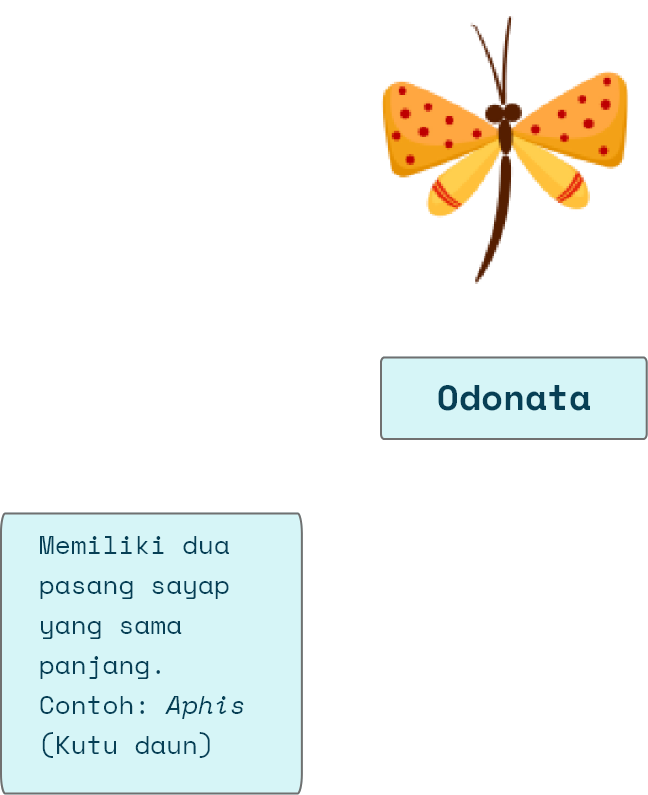 Odonata
Memiliki dua
pasang sayap
yang sama
panjang.
Contoh: Aphis
(Kutu daun)